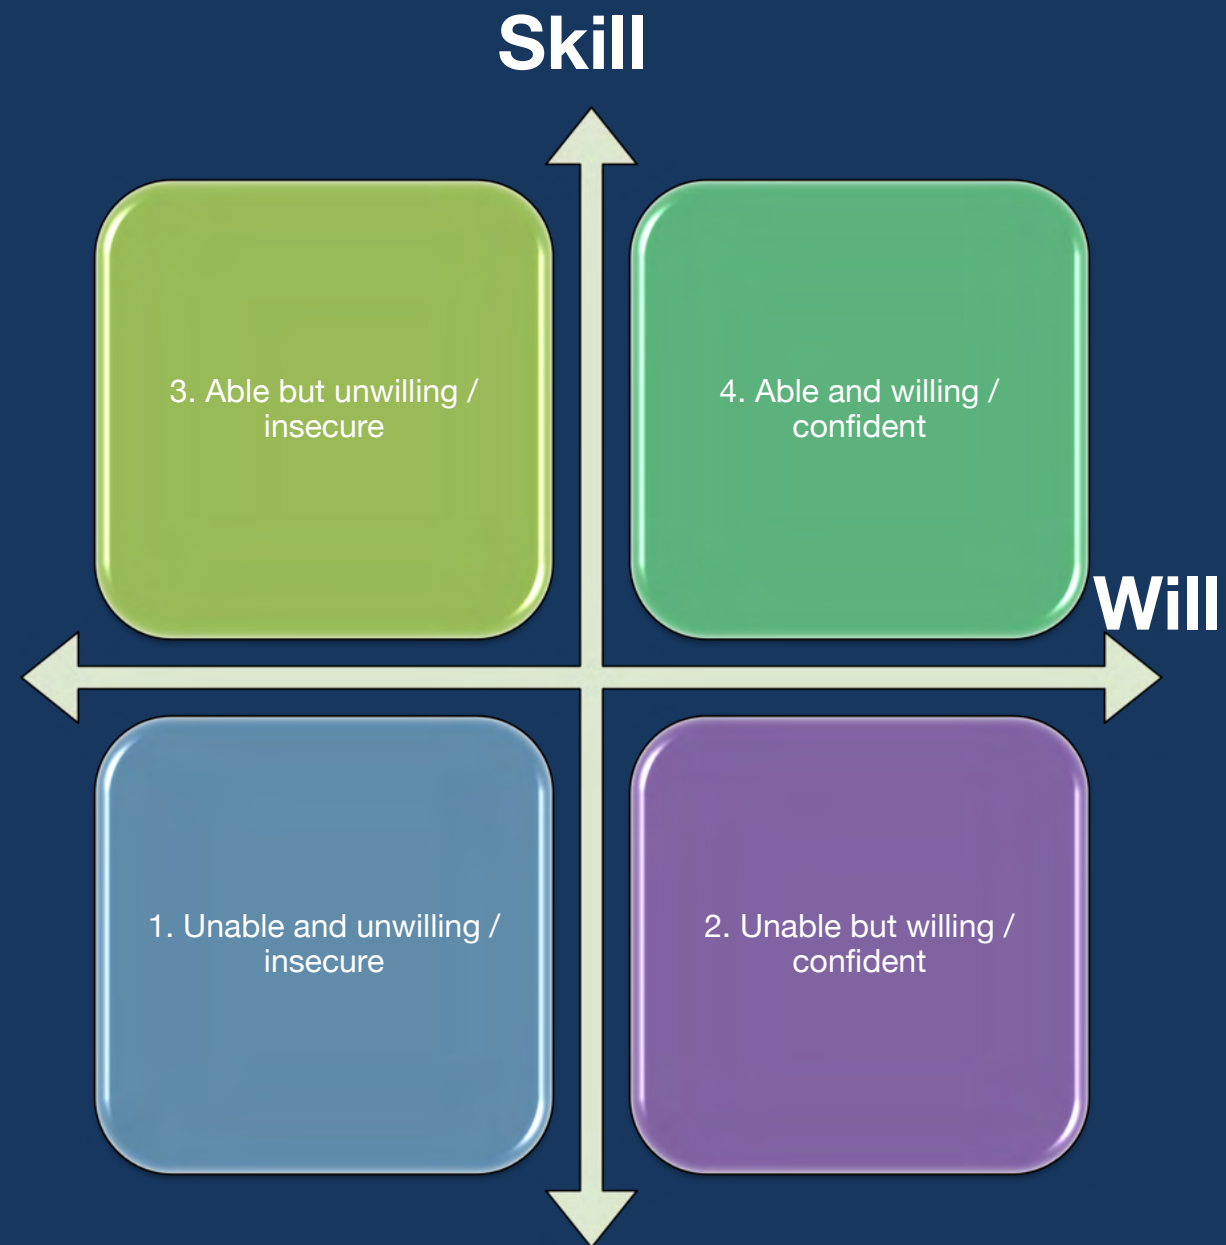 Skill
3. Able but unwilling /
insecure
4. Able and willing /
confident
Will
1. Unable and unwilling /
insecure
2. Unable but willing /
confident